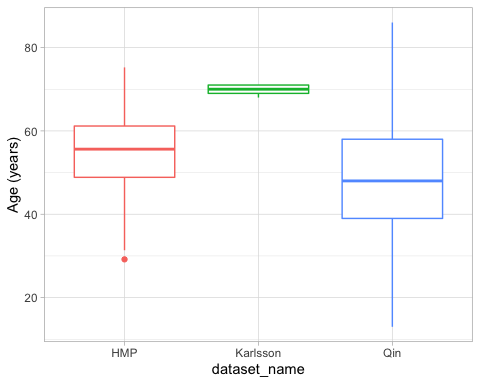 Age (years)
80
60
40
20
HMP Karlsson Qin
dataset_name